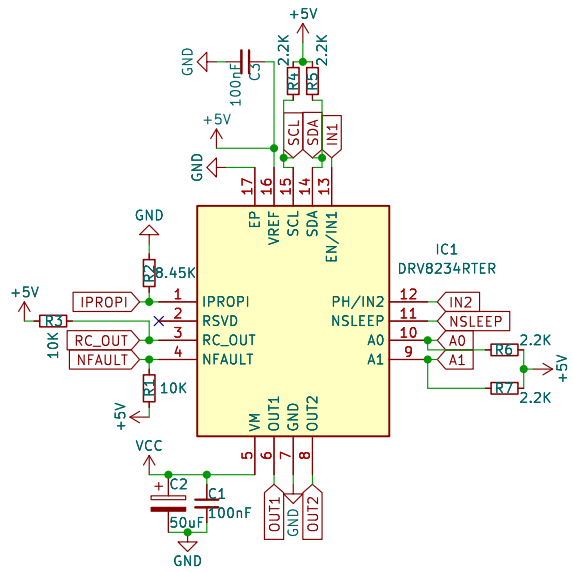 +5V
2.2K
2.2K
GND
C3
100nF
R4
R5
+5V
SCL
SDA
IN1
GND
17
16
15
14
13
EP
VREF
SCL
SDA
EN/IN1
GND
IC1
DRV8234RTER
R2
8.45K
+5V
IPROPI
1
IPROPI
PH/IN2
12
IN2
R3
2
RSVD
NSLEEP
11
NSLEEP
10K
RC_OUT
3
RC_OUT
A0
10
A0
R6
2.2K
NFAULT
4
NFAULT
A1
9
A1
+5V
R1
10K
R7
2.2K
+5V
VM
OUT1
GND
OUT2
VCC
5
6
7
8
C2
+
C1
50uF
100nF
OUT1
GND
OUT2
GND